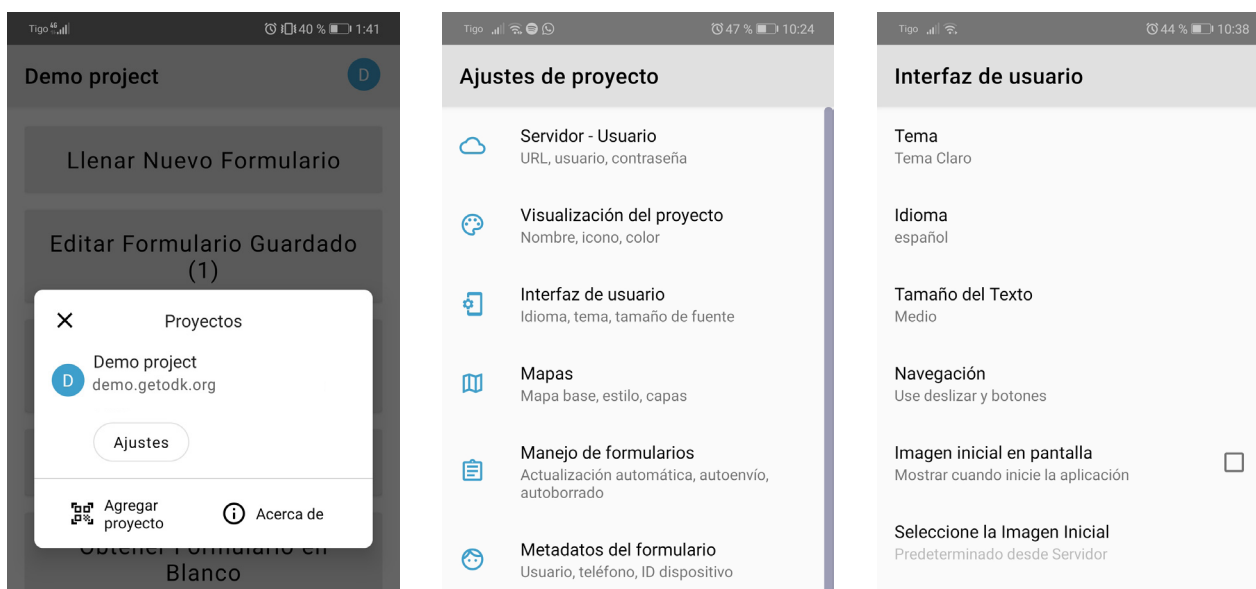 Tigo 4G 40 % 1:41
Demo project
D
Llenar Nuevo Formulario
Editar Formulario Guardado
(1)
Proyectos
D
Demo project
demo.getodk.org
Ajustes
Agregar
proyecto
Acerca de
Obtener Formulario en
Blanco
Tigo 47 % 10:24
Ajustes de proyecto
Servidor - Usuario
URL, usuario, contraseña
Visualización del proyecto
Nombre, icono, color
Interfaz de usuario
Idioma, tema, tamaño de fuente
Mapas
Mapa base, estilo, capas
Manejo de formularios
Actualización automática, autoenvío,
autoborrado
Metadatos del formulario
Usuario, teléfono, ID dispositivo
Tigo 44 % 10:38
Interfaz de usuario
Tema
Tema Claro
Idioma
español
Tamaño del Texto
Medio
Navegación
Use deslizar y botones
Imagen inicial en pantalla
Mostrar cuando inicie la aplicación
Seleccione la Imagen Inicial
Predeterminado desde Servidor